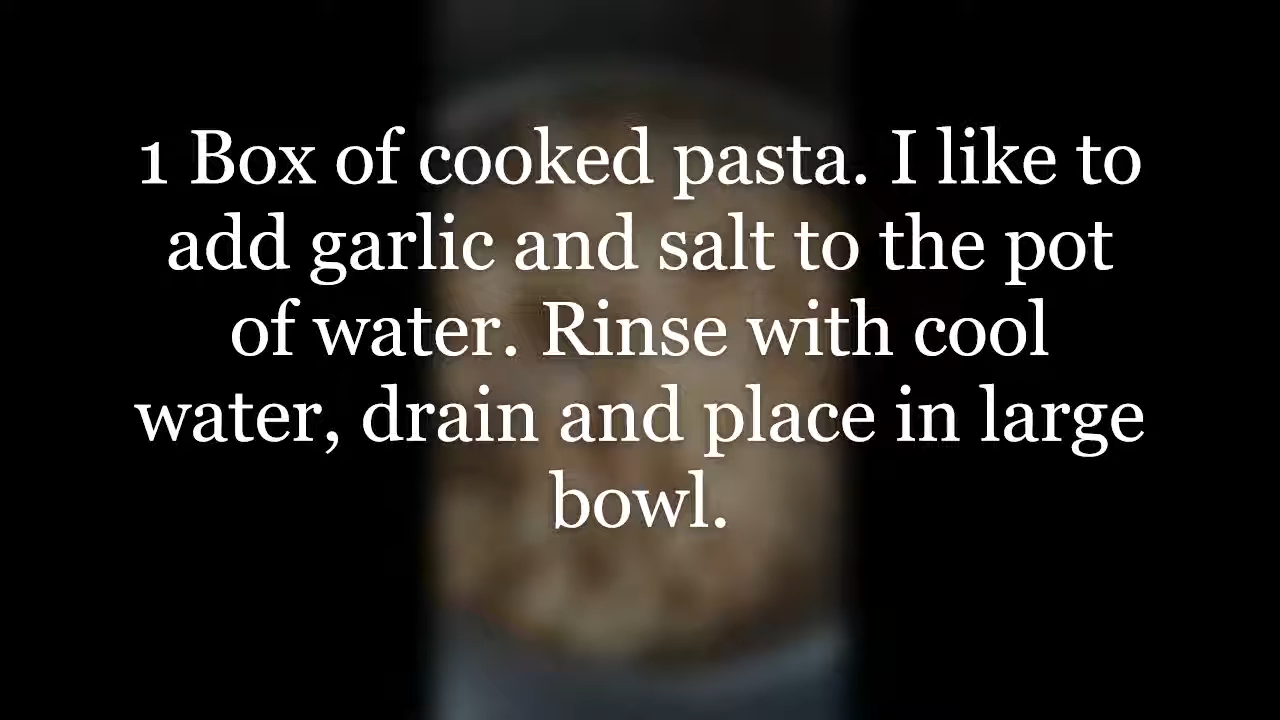 1 Box of cooked pasta. I like to
add garlic and salt to the pot
of water. Rinse with cool
water, drain and place in large
bowl.